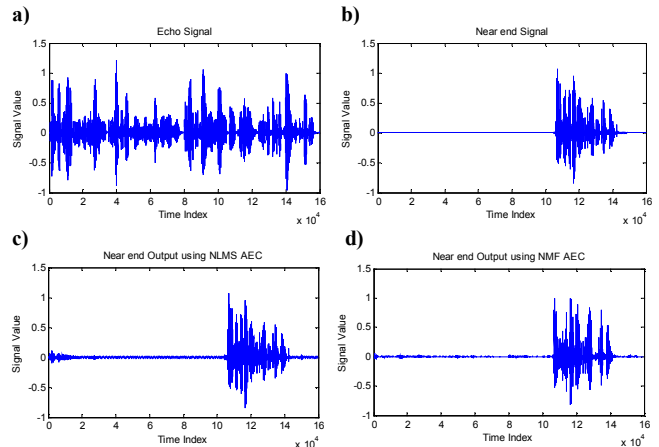 a)
Echo Signal
1.5
1
0.5
0
-0.5
-1
0 2 4 6 8 10 12 14 16
Signal Value
Time Index
x 10^4
b)
Near end Signal
1.5
1
0.5
0
-0.5
-1
0 2 4 6 8 10 12 14 16
Signal Value
Time Index
x 10^4
c)
Near end Output using NLMS AEC
1.5
1
0.5
0
-0.5
-1
0 2 4 6 8 10 12 14 16
Signal Value
Time Index
x 10^4
d)
Near end Output using NMF AEC
1.5
1
0.5
0
-0.5
-1
0 2 4 6 8 10 12 14 16
Signal Value
Time Index
x 10^4